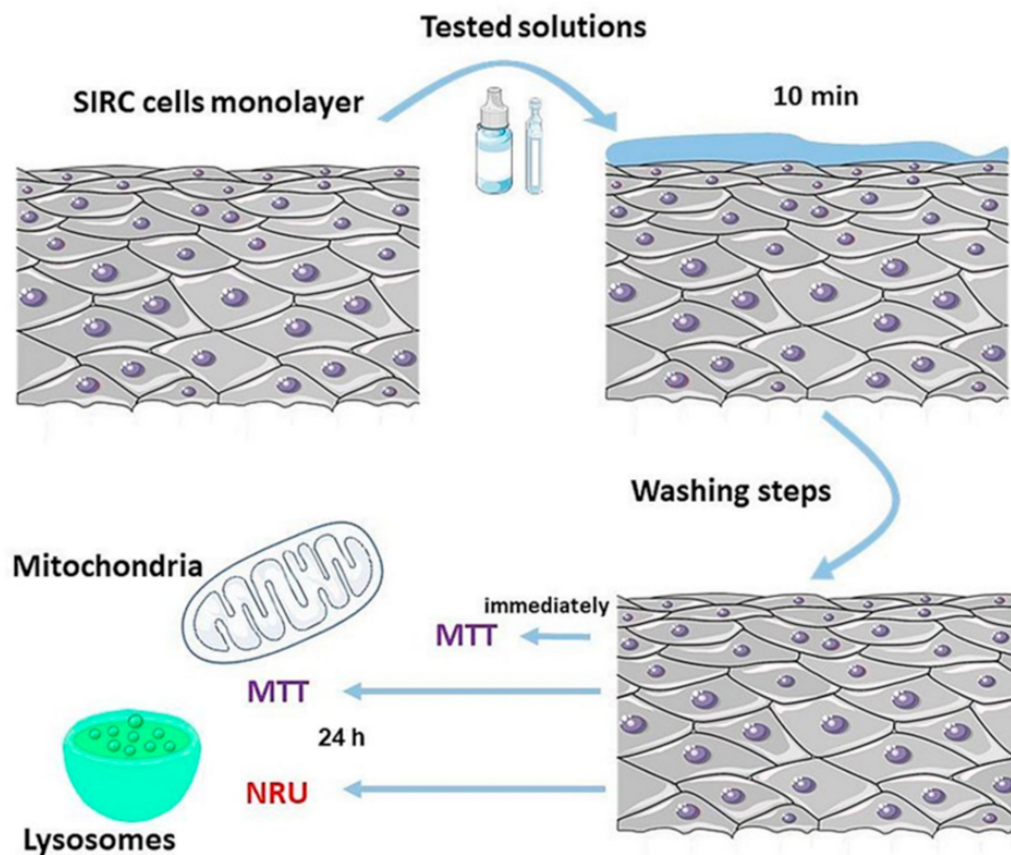 Tested solutions
SIRC cells monolayer
10 min
Washing steps
Mitochondria
immediately
MTT
MTT
24 h
NRU
Lysosomes